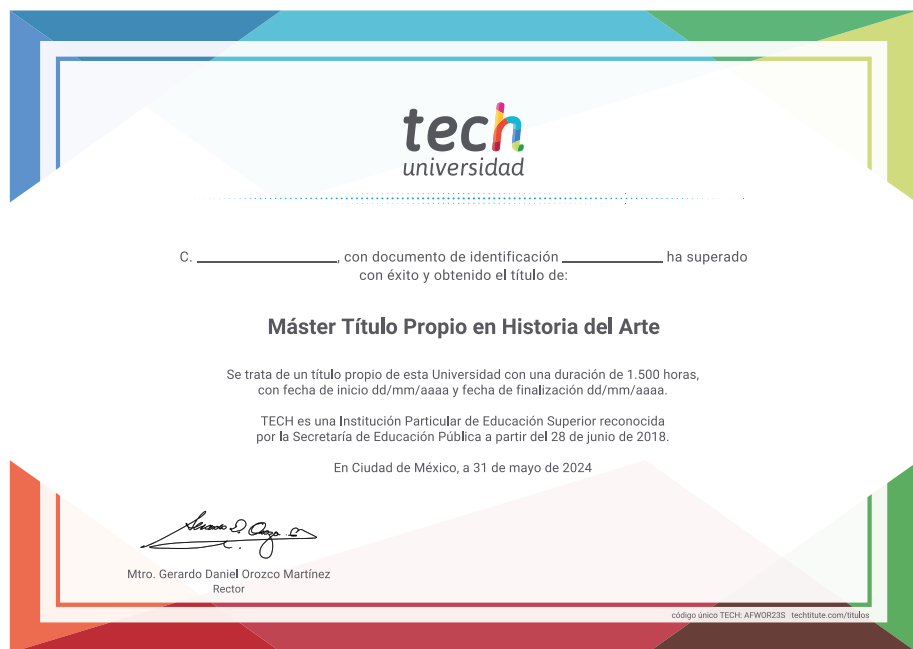 tech
universidad
C. ____________, con documento de identificación ____________ ha superado
con éxito y obtenido el título de:
Máster Título Propio en Historia del Arte
Se trata de un título propio de esta Universidad con una duración de 1.500 horas,
con fecha de inicio dd/mm/aaaa y fecha de finalización dd/mm/aaaa.
TECH es una Institución Particular de Educación Superior reconocida
por la Secretaría de Educación Pública a partir del 28 de junio de 2018.
En Ciudad de México, a 31 de mayo de 2024
Mtro. Gerardo Daniel Orozco Martínez
Rector
código único TECH: AFWOR23S techtitute.com/titulos